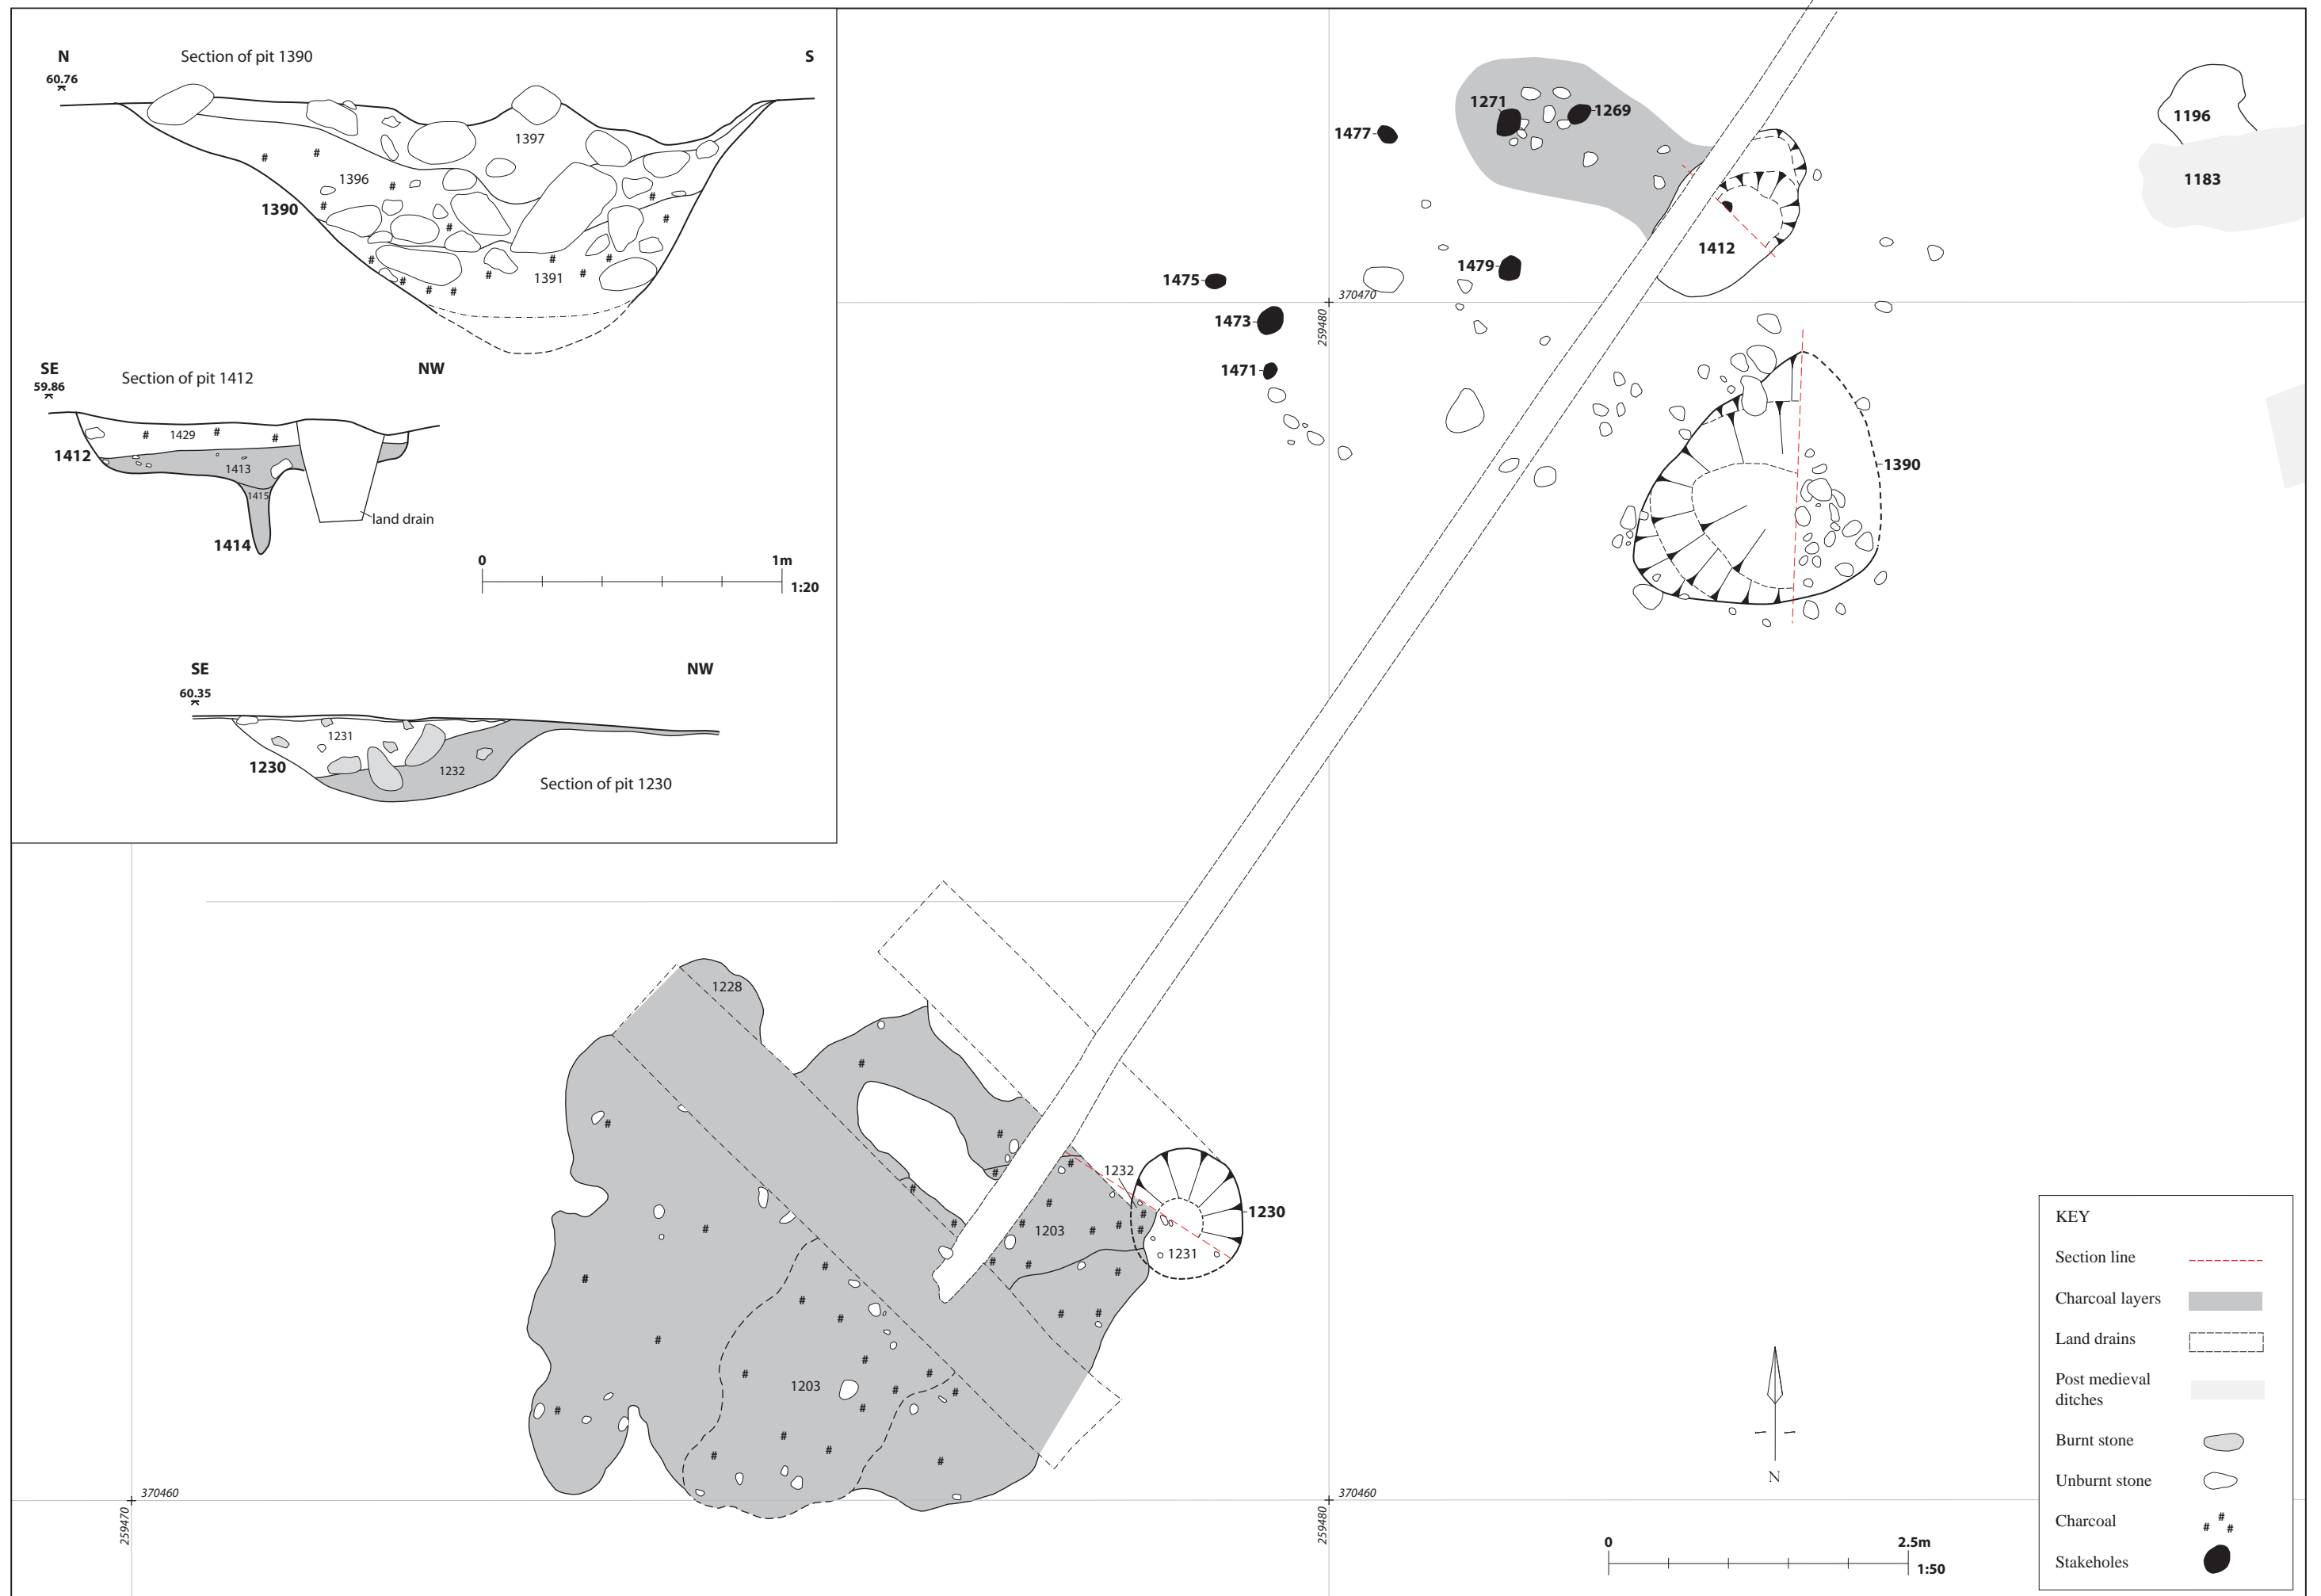 N
Section of pit 1390
S
60.76
1397
1396
1390
1391
SE
59.86
Section of pit 1412
NW
1429
1412
1413
1415
land drain
1414
0
1m
1:20
SE
NW
60.35
1231
1230
1232
Section of pit 1230
1271
1269
1477
1196
1183
1412
1479
1475
370470
1473
259480
1471
1390
1228
1232
1203
1230
1231
1203
370460
259470
370460
259480
N
0
2.5m
1:50
KEY
Section line
Charcoal layers
Land drains
Post medieval
ditches
Burnt stone
Unburnt stone
Charcoal
# # #
Stakeholes